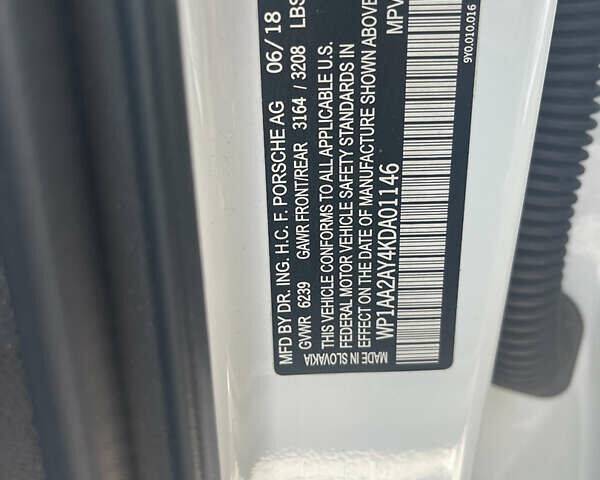 MFD BY DR. ING. H.C. F. PORSCHE AG 06/18
GVWR 6239 GAWR FRONT/REAR 3164 / 3208 LBS
THIS VEHICLE CONFORMS TO ALL APPLICABLE U.S.
FEDERAL MOTOR VEHICLE SAFETY STANDARDS IN
EFFECT ON THE DATE OF MANUFACTURE SHOWN ABOVE
WP1AA2AY4KDA01146 MPV
MADE IN SLOVAKIA
9Y0.010.016